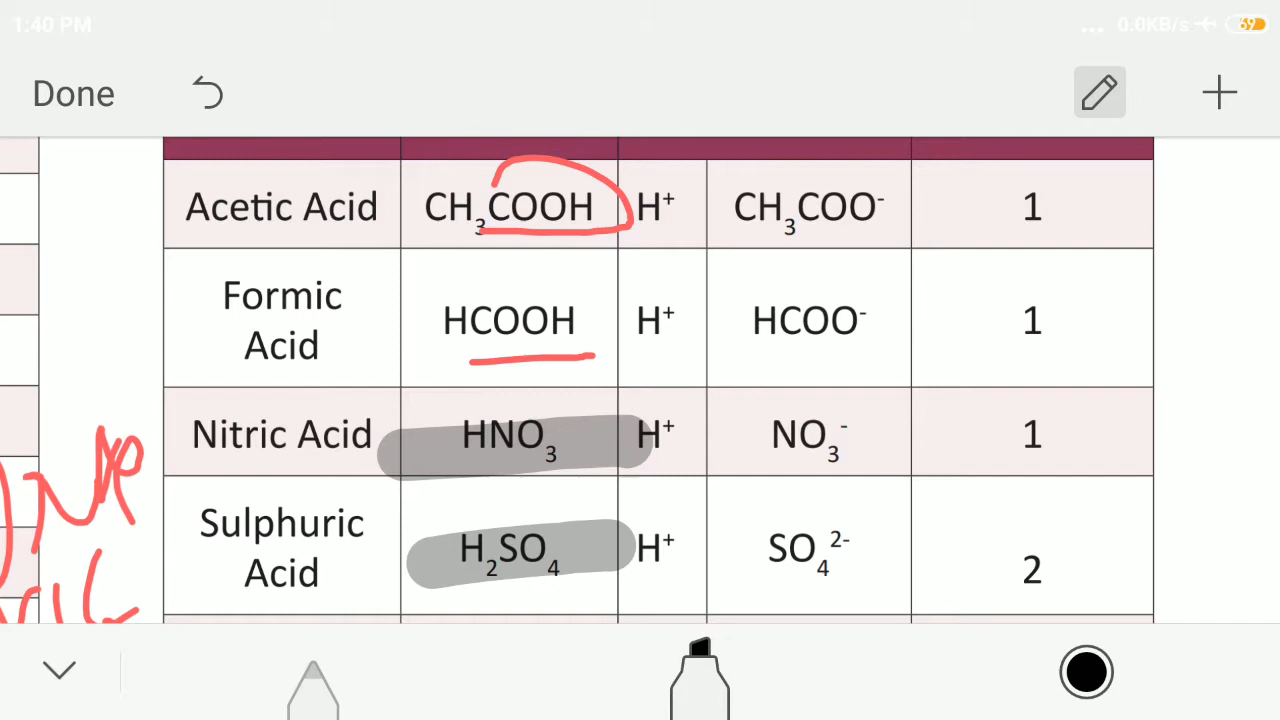 1:40 PM ... 0.0KB/s 69
Done
Acetic Acid CH₃COOH H⁺ CH₃COO⁻ 1
Formic
Acid HCOOH H⁺ HCOO⁻ 1
Nitric Acid HNO₃ H⁺ NO₃⁻ 1
Sulphuric
Acid H₂SO₄ H⁺ SO₄²⁻ 2